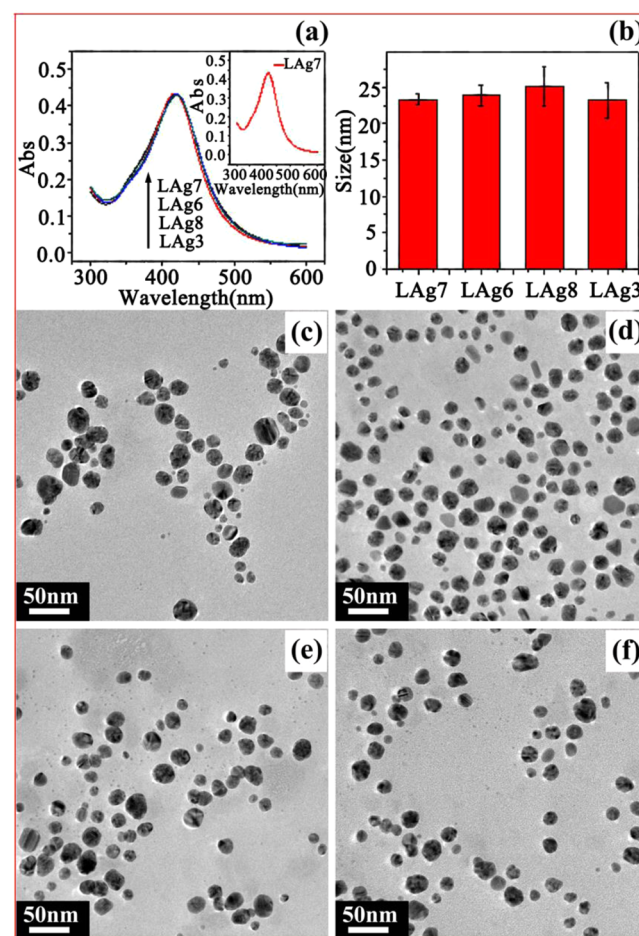 (a)
0.5
0.4
0.3
0.2
0.1
0.0
Abs
300
400
500
600
Wavelength(nm)
LAg7
LAg6
LAg8
LAg3
LAg7
0.5
0.4
0.3
0.2
0.1
0.0
Abs
300 400 500 600
Wavelength(nm)
(b)
25
20
15
10
5
0
Size(nm)
LAg7 LAg6 LAg8 LAg3
(c)
50nm
(d)
50nm
(e)
50nm
(f)
50nm